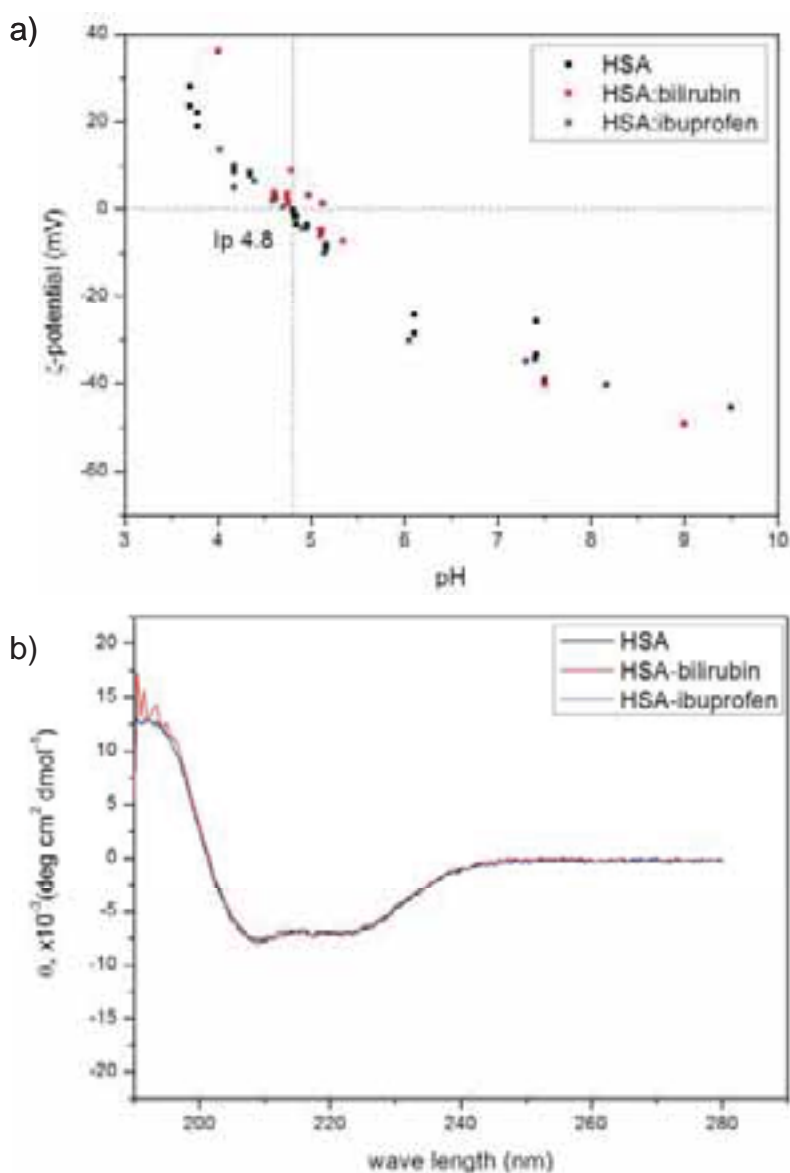 a)
40
20
0
-20
-40
-60
HSA
HSA:bilirubin
HSA:ibuprofen
Ip 4.8
ζ-potential (mV)
3 4 5 6 7 8 9 10
pH
b)
20
15
10
5
0
-5
-10
-15
-20
HSA
HSA-bilirubin
HSA-ibuprofen
x10⁻³(deg cm² dmol⁻¹)
200 220 240 260 280
wave length (nm)